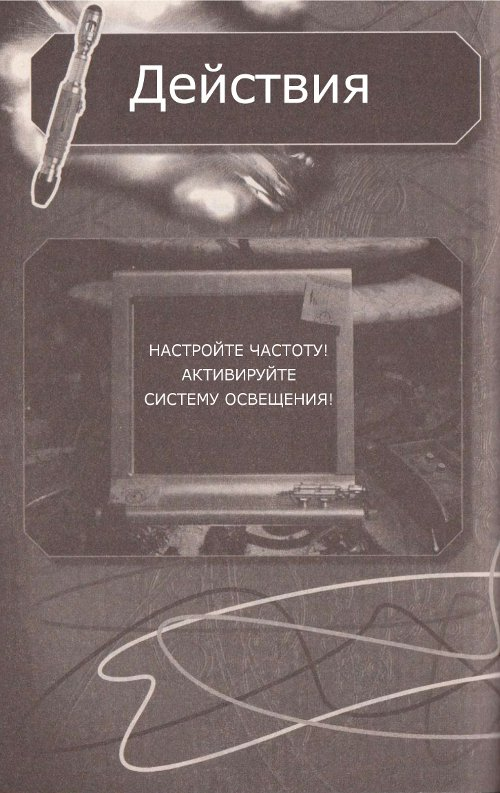 Действия
НАСТРОЙТЕ ЧАСТОТУ!
АКТИВИРУЙТЕ
СИСТЕМУ ОСВЕЩЕНИЯ!